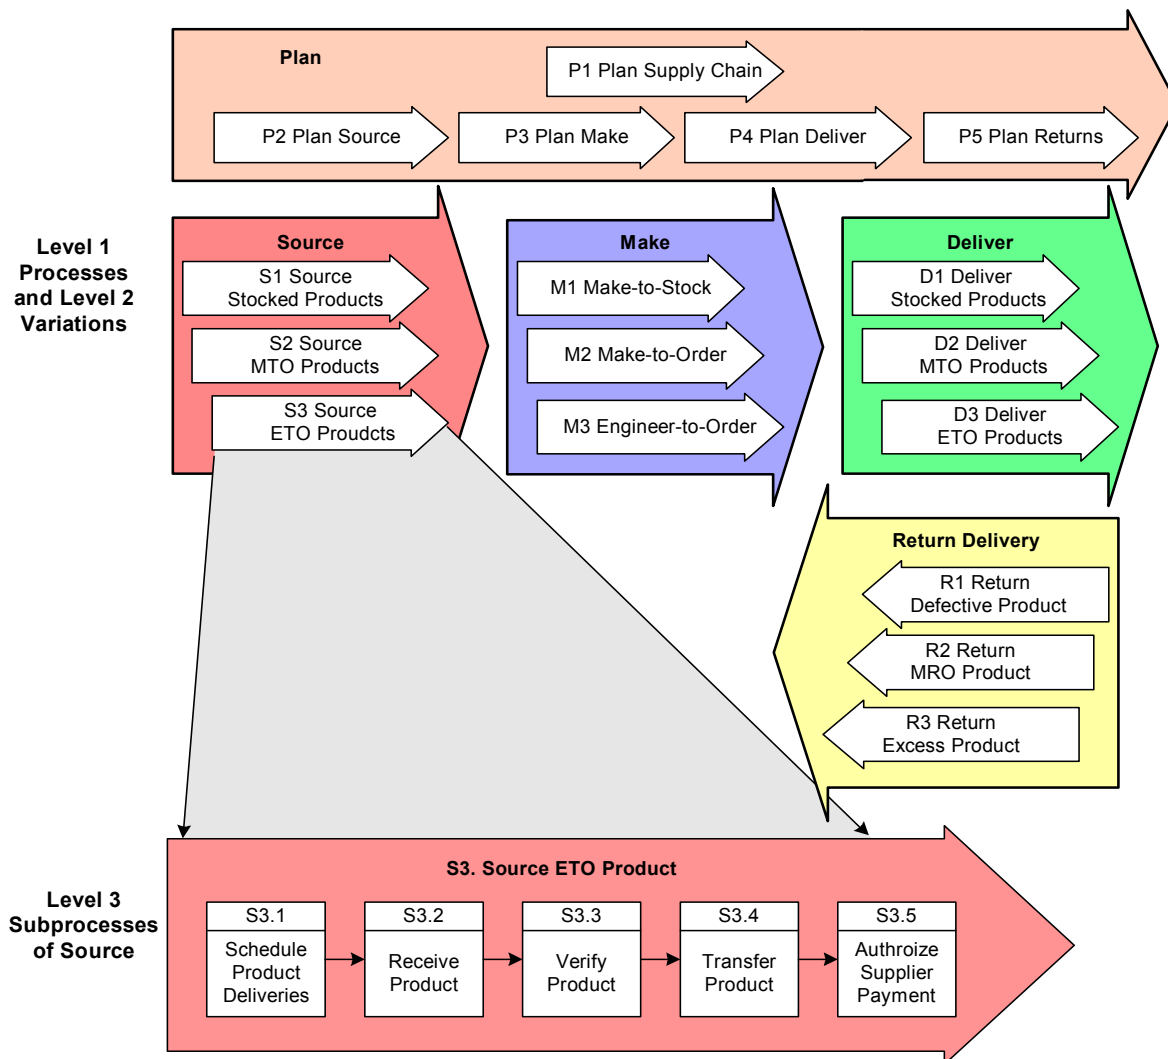 Plan
P1 Plan Supply Chain
P2 Plan Source
P3 Plan Make
P4 Plan Deliver
P5 Plan Returns
Level 1
Processes
and Level 2
Variations
Source
S1 Source
Stocked Products
S2 Source
MTO Products
S3 Source
ETO Proudcts
Make
M1 Make-to-Stock
M2 Make-to-Order
M3 Engineer-to-Order
Deliver
D1 Deliver
Stocked Products
D2 Deliver
MTO Products
D3 Deliver
ETO Products
Return Delivery
R1 Return
Defective Product
R2 Return
MRO Product
R3 Return
Excess Product
Level 3
Subprocesses
of Source
S3. Source ETO Product
S3.1
Schedule
Product
Deliveries
S3.2
Receive
Product
S3.3
Verify
Product
S3.4
Transfer
Product
S3.5
Authroize
Supplier
Payment